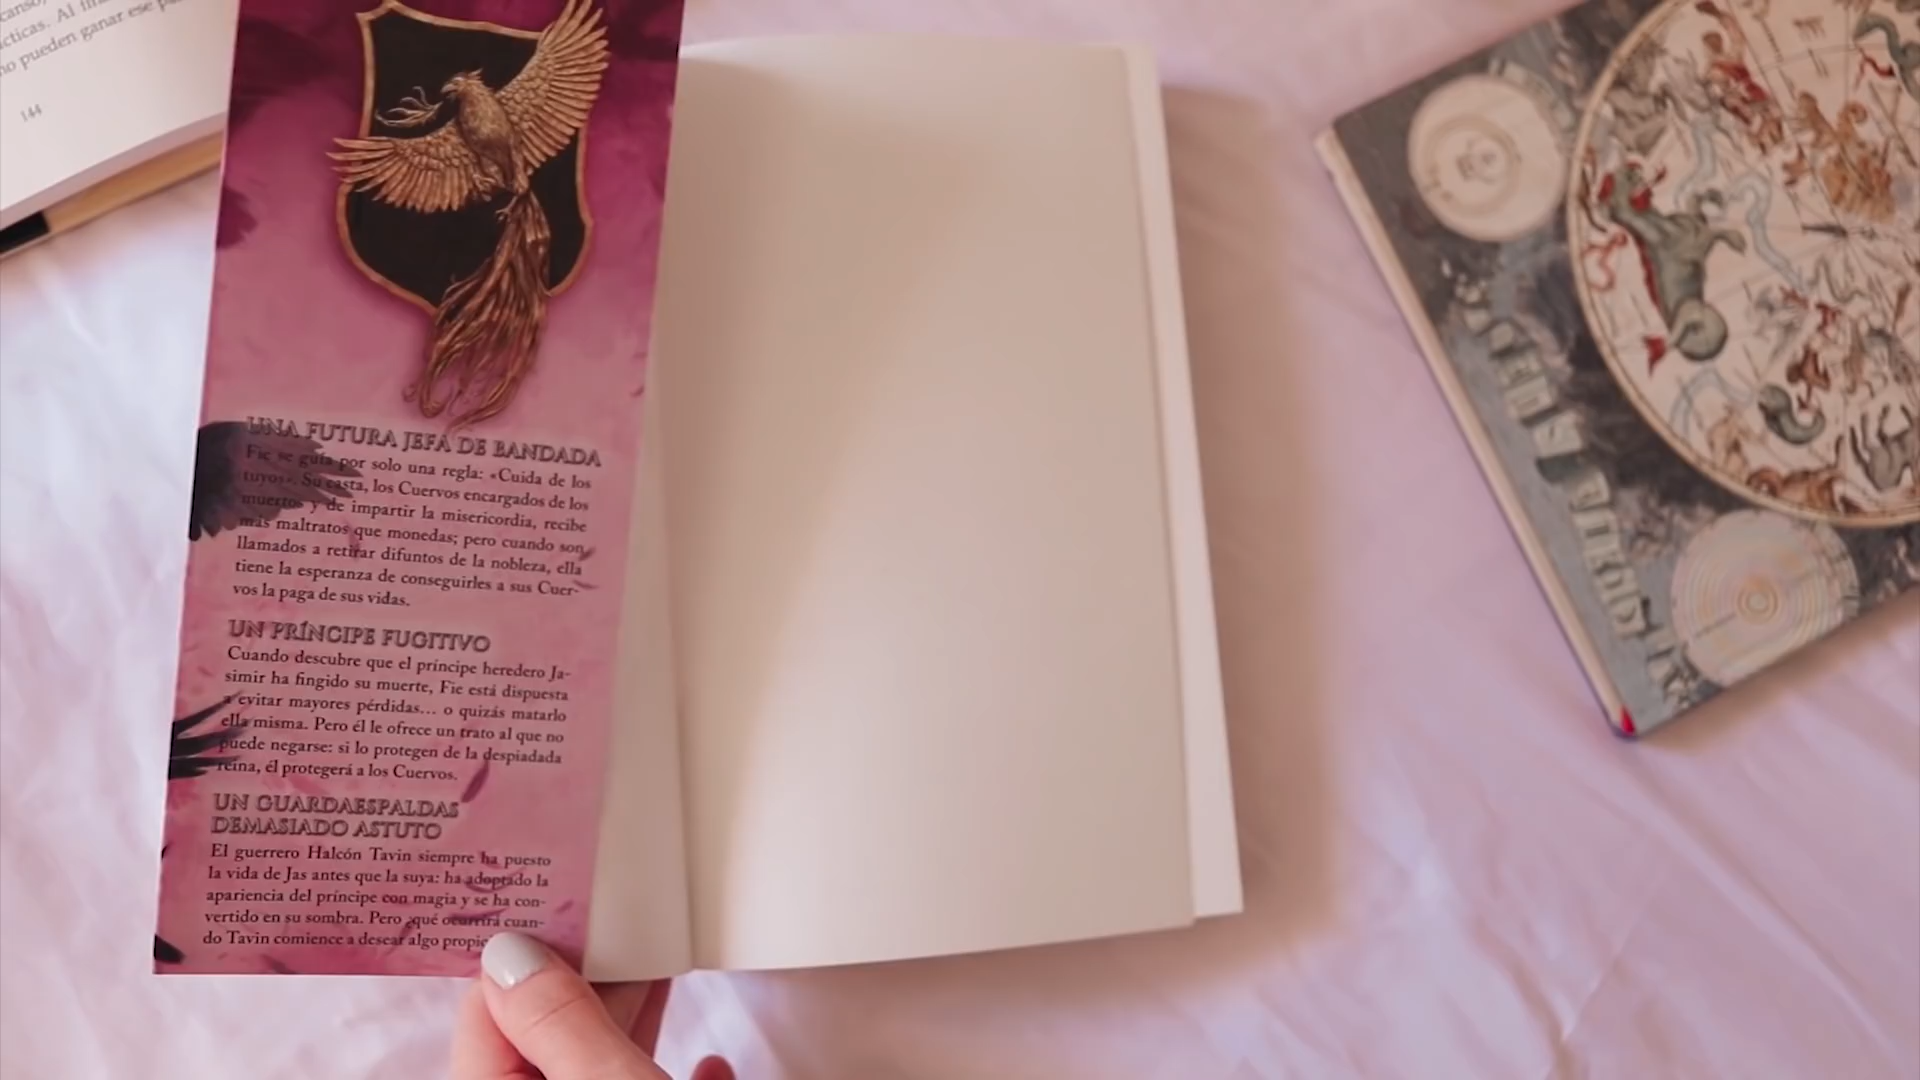 canso,
cticas. Al
no pueden ganar ese
144
UNA FUTURA JEFA DE BANDADA
Fie se guía por solo una regla: «Cuida de los
tuyos». Su casta, los Cuervos encargados de los
muertos y de impartir la misericordia, recibe
más maltratos que monedas; pero cuando son
llamados a retirar difuntos de la nobleza, ella
tiene la esperanza de conseguirles a sus Cuer-
vos la paga de sus vidas.
UN PRÍNCIPE FUGITIVO
Cuando descubre que el príncipe heredero Ja-
simir ha fingido su muerte, Fie está dispuesta
a evitar mayores pérdidas... o quizás matarlo
ella misma. Pero él le ofrece un trato al que no
puede negarse: si lo protegen de la despiadada
reina, él protegerá a los Cuervos.
UN GUARDAESPALDAS
DEMASIADO ASTUTO
El guerrero Halcón Tavin siempre ha puesto
la vida de Jas antes que la suya: ha adoptado la
apariencia del príncipe con magia y se ha con-
vertido en su sombra. Pero ¿qué ocurrirá cuan-
do Tavin comience a desear algo